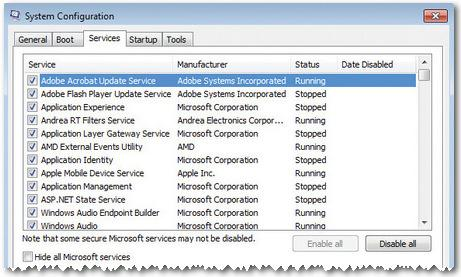 System Configuration
General Boot Services Startup Tools
Service Manufacturer Status Date Disabled
Adobe Acrobat Update Service Adobe Systems Incorporated Running
Adobe Flash Player Update Service Adobe Systems Incorporated Stopped
Application Experience Microsoft Corporation Stopped
Andrea RT Filters Service Andrea Electronics Corpor... Running
Application Layer Gateway Service Microsoft Corporation Stopped
AMD External Events Utility AMD Running
Application Identity Microsoft Corporation Stopped
Apple Mobile Device Service Apple Inc. Running
Application Management Microsoft Corporation Stopped
ASP.NET State Service Microsoft Corporation Stopped
Windows Audio Endpoint Builder Microsoft Corporation Running
Windows Audio Microsoft Corporation Running
Note that some secure Microsoft services may not be disabled.
Enable all Disable all
Hide all Microsoft services